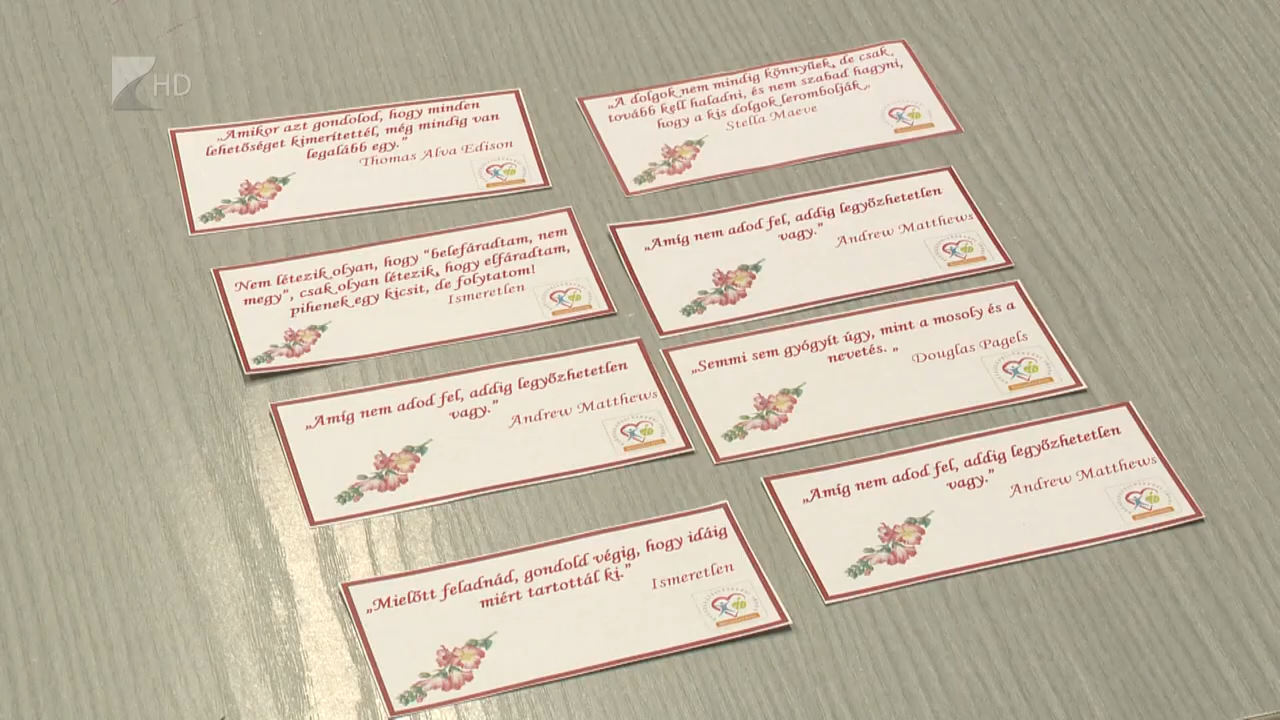 HD
„Amikor azt gondolod, hogy minden
lehetőséget kimerítettél, még mindig van
legalább egy.”
Thomas Alva Edison
Nem létezik olyan, hogy “belefáradtam, nem
megy”, csak olyan létezik, hogy elfáradtam,
pihenek egy kicsit, de folytatom!
Ismeretlen
„Amíg nem adod fel, addig legyőzhetetlen
vagy.”
Andrew Matthews
„Mielőtt feladnád, gondold végig, hogy idáig
miért tartottál ki.”
Ismeretlen
„A dolgok nem mindig könnyűek, de csak
tovább kell haladni, és nem szabad hagyni,
hogy a kis dolgok lerombolják„
Stella Maeve
„Amíg nem adod fel, addig legyőzhetetlen
vagy.”
Andrew Matthews
„Semmi sem gyógyít úgy, mint a mosoly és a
nevetés. „
Douglas Pagels
„Amíg nem adod fel, addig legyőzhetetlen
vagy.”
Andrew Matthews